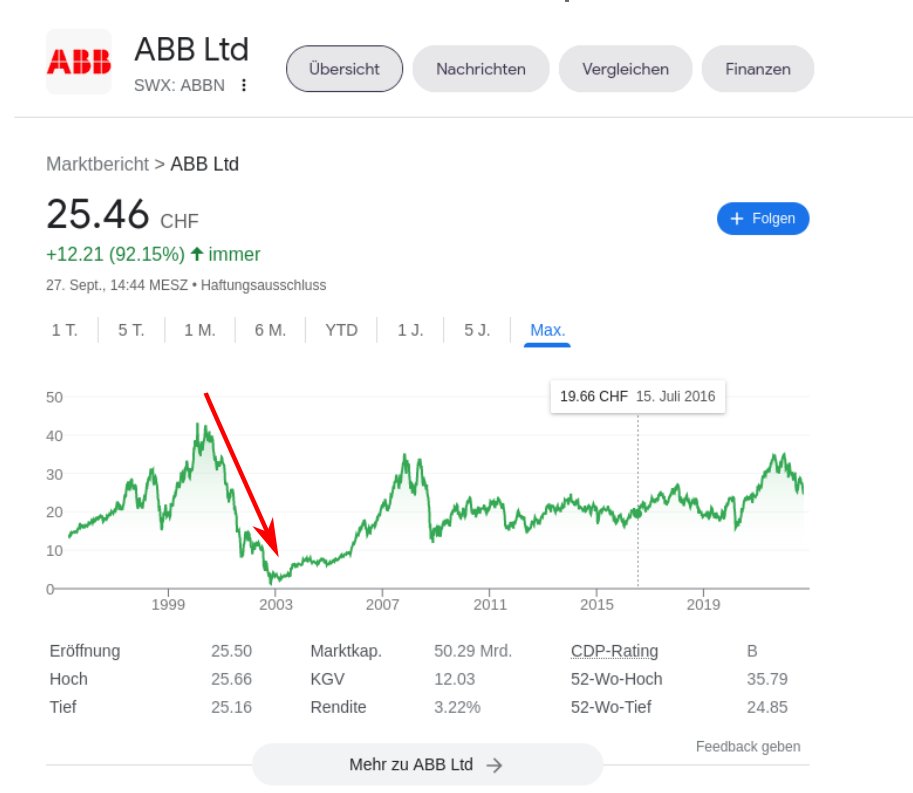 ABB
ABB Ltd
SWX: ABBN
Übersicht
Nachrichten
Vergleichen
Finanzen
Marktbericht > ABB Ltd
25.46 CHF
+ Folgen
+12.21 (92.15%) ↑ immer
27. Sept., 14:44 MESZ • Haftungsausschluss
1 T. 5 T. 1 M. 6 M. YTD 1 J. 5 J. Max.
19.66 CHF 15. Juli 2016
50
40
30
20
10
0
1999 2003 2007 2011 2015 2019
Eröffnung 25.50 Marktkap. 50.29 Mrd. CDP-Rating B
Hoch 25.66 KGV 12.03 52-Wo-Hoch 35.79
Tief 25.16 Rendite 3.22% 52-Wo-Tief 24.85
Feedback geben
Mehr zu ABB Ltd →